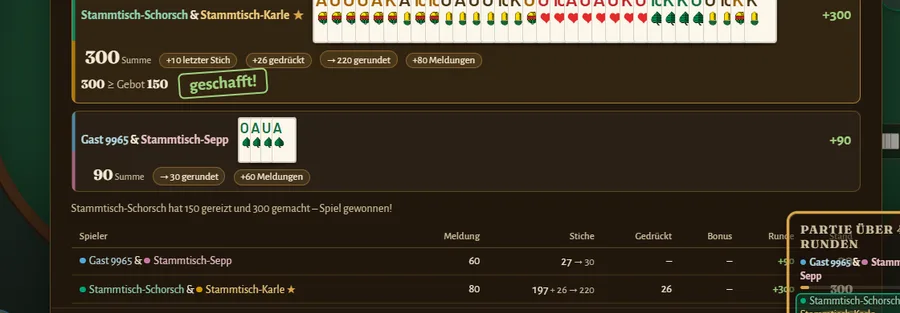 Stammtisch-Schorsch & Stammtisch-Karle ★ +300
300 Summe +10 letzter Stich +26 gedrückt → 220 gerundet +80 Meldungen
300 ≥ Gebot 150 geschafft!
Gast 9965 & Stammtisch-Sepp O A U A +90
90 Summe → 30 gerundet +60 Meldungen
Stammtisch-Schorsch hat 150 gereizt und 300 gemacht – Spiel gewonnen!
Spieler Meldung Stiche Gedrückt Bonus Runde
Gast 9965 & Stammtisch-Sepp 60 27 → 30 – –
Stammtisch-Schorsch & Stammtisch-Karle ★ 80 197 + 26 → 220 26 –
PARTIE ÜBER
RUNDEN
Gast 9965 &
Sepp
300
Stammtisch-Schorsch